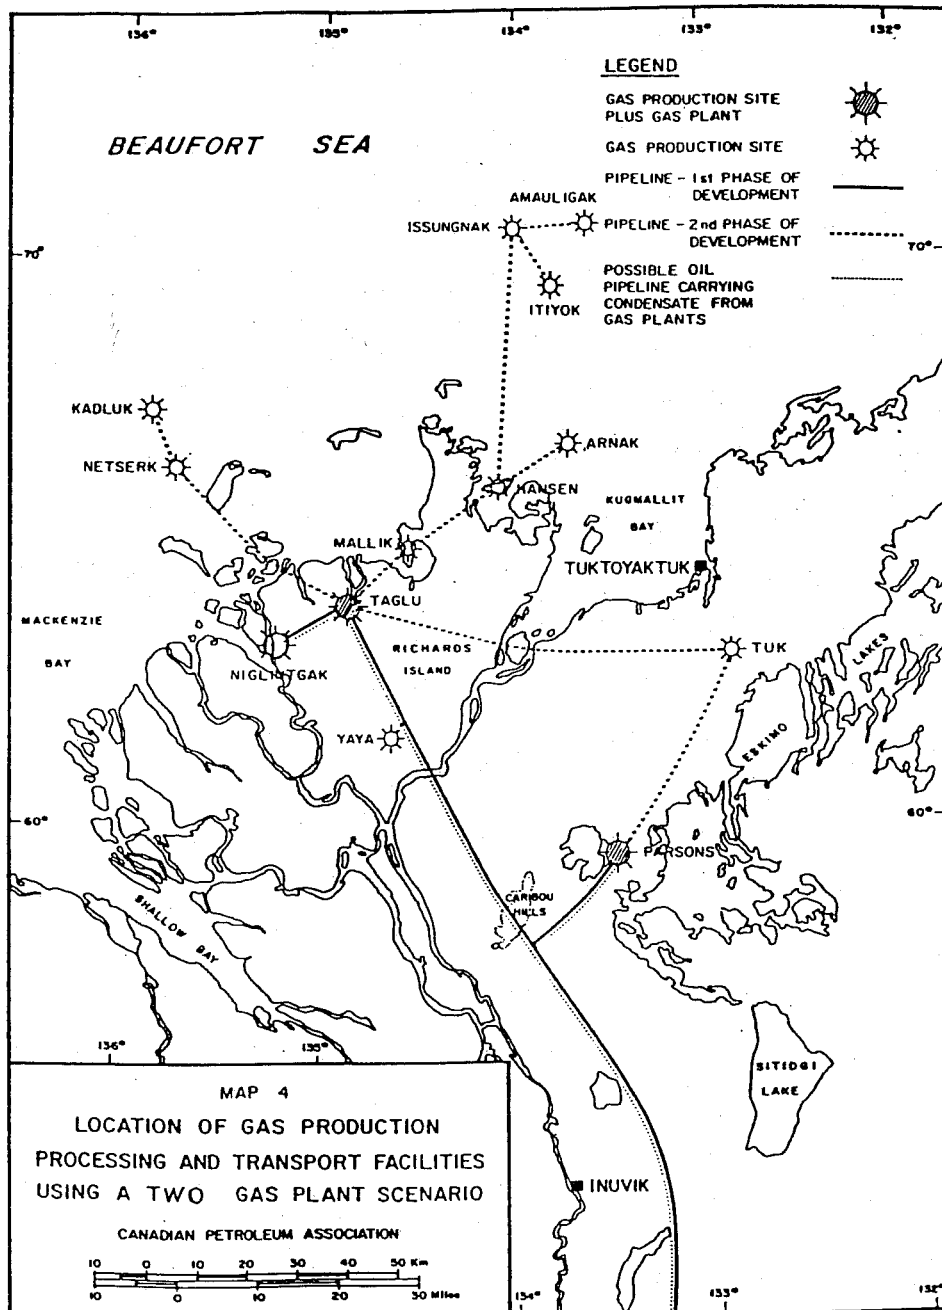 136°
135°
134°
133°
132°
LEGEND
GAS PRODUCTION SITE
PLUS GAS PLANT
GAS PRODUCTION SITE
PIPELINE - 1st PHASE OF
DEVELOPMENT
PIPELINE - 2nd PHASE OF
DEVELOPMENT
POSSIBLE OIL
PIPELINE CARRYING
CONDENSATE FROM
GAS PLANTS
BEAUFORT SEA
AMAULIGAK
ISSUNGNAK
70°
70°
ITIYOK
KADLUK
NETSERK
ARNAK
HANSEN
KUGMALLIT
BAY
MALLIK
TUKTOYAKTUK
TAGLU
MACKENZIE
BAY
RICHARDS
ISLAND
TUK
LAKES
NIGLINTGAK
YAYA
ESKIMO
60°
60°
PARSONS
CARIBOU
HILLS
SHALLOW BAY
136°
135°
SITIDGI
LAKE
MAP 4
LOCATION OF GAS PRODUCTION
PROCESSING AND TRANSPORT FACILITIES
USING A TWO GAS PLANT SCENARIO
INUVIK
CANADIAN PETROLEUM ASSOCIATION
10 0 10 20 30 40 50 Km
10 0 10 20 30 Miles
134°
133°
132°